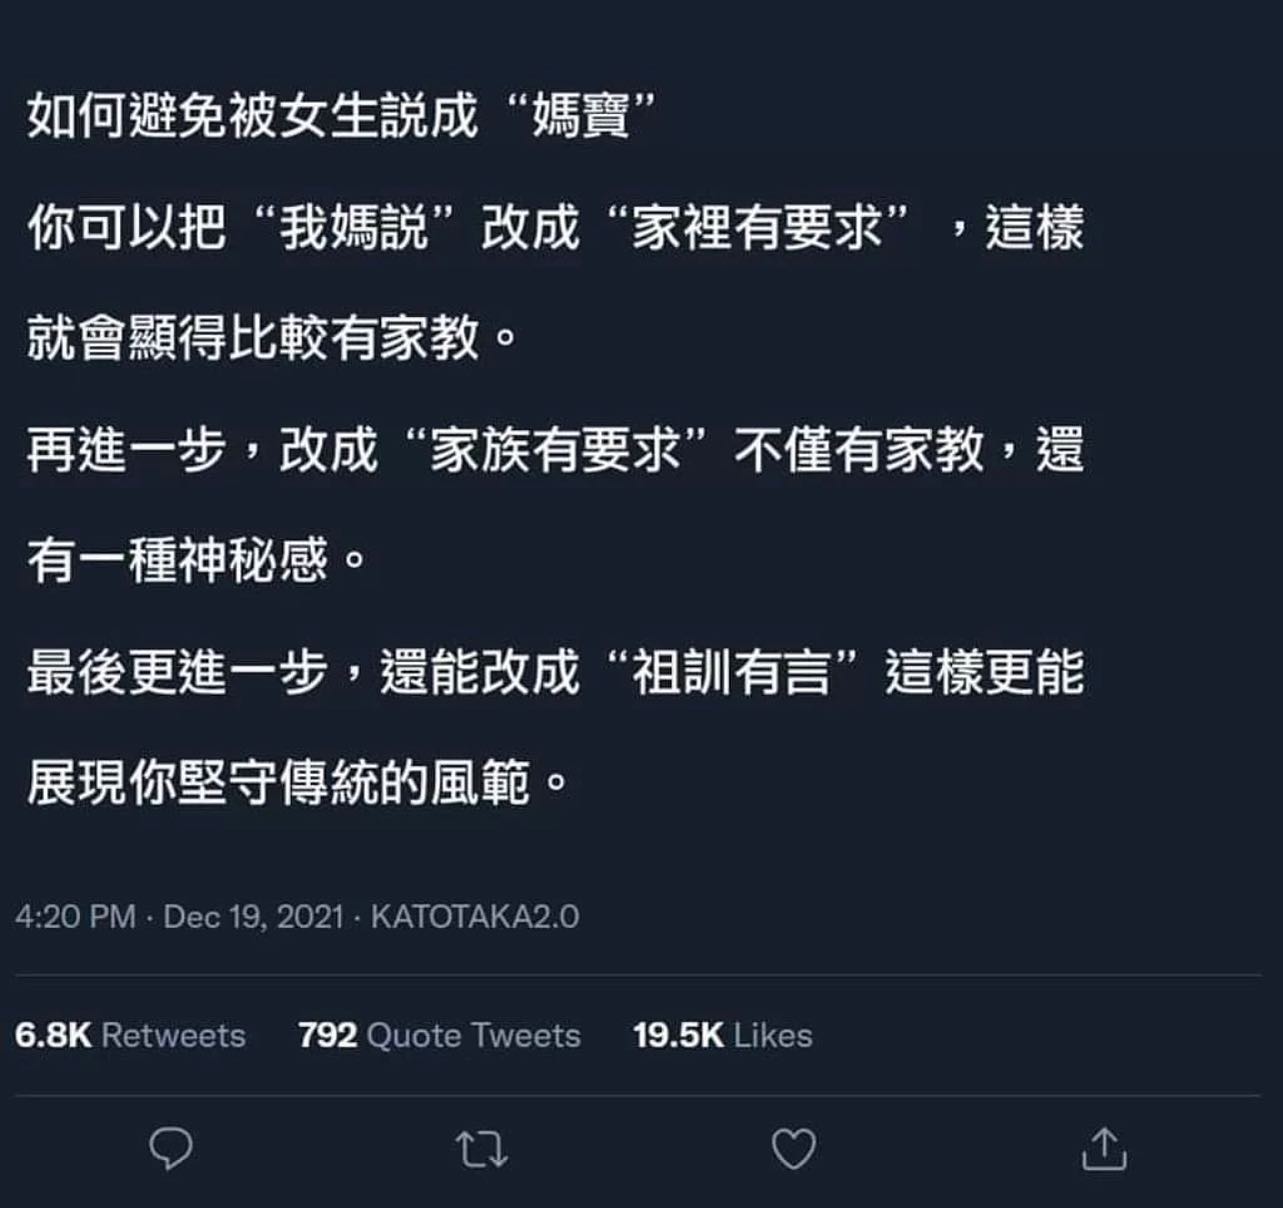 如何避免被女生説成“媽寶”
你可以把“我媽説”改成“家裡有要求”，這樣
就會顯得比較有家教。
再進一步，改成“家族有要求”不僅有家教，還
有一種神秘感。
最後更進一步，還能改成“祖訓有言”這樣更能
展現你堅守傳統的風範。
4:20 PM · Dec 19, 2021 · KATOTAKA2.0
6.8K Retweets 792 Quote Tweets 19.5K Likes